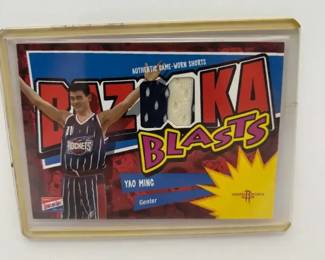 AUTHENTIC GAME-WORN SHORTS
BAZOOKA
BLASTS
ROCKETS
11
YAO MING
Center